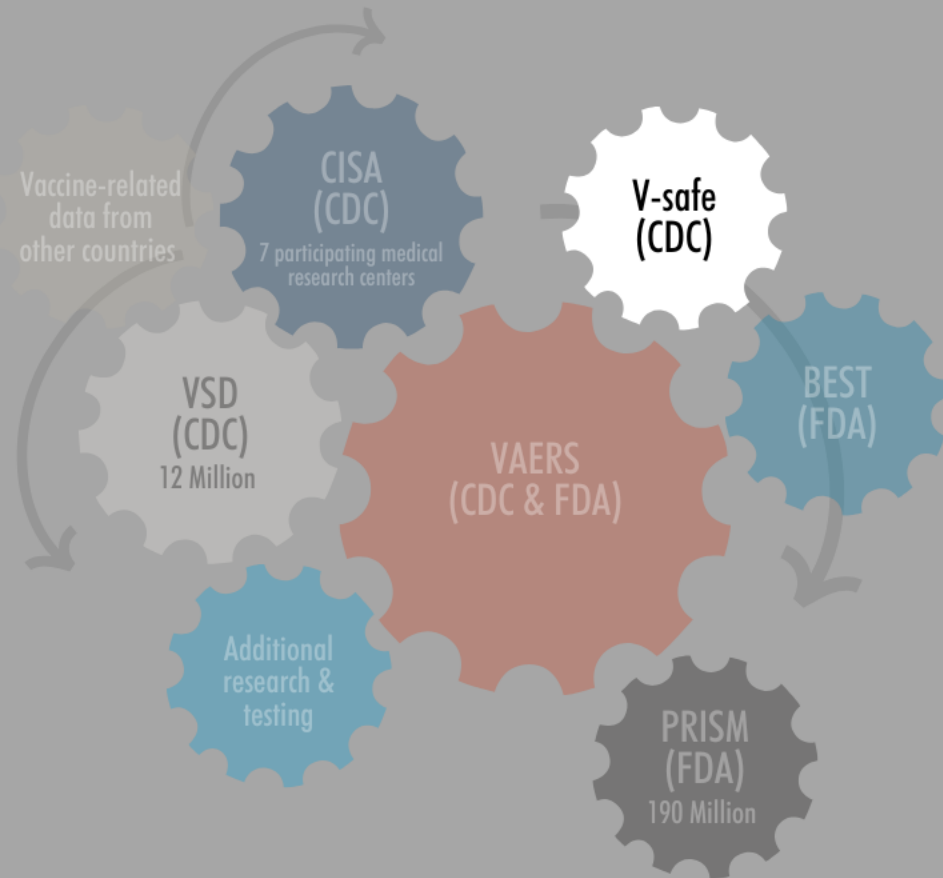 Vaccine-related
data from
other countries
CISA
(CDC)
7 participating medical
research centers
V-safe
(CDC)
VSD
(CDC)
12 Million
VAERS
(CDC & FDA)
BEST
(FDA)
Additional
research &
testing
PRISM
(FDA)
190 Million